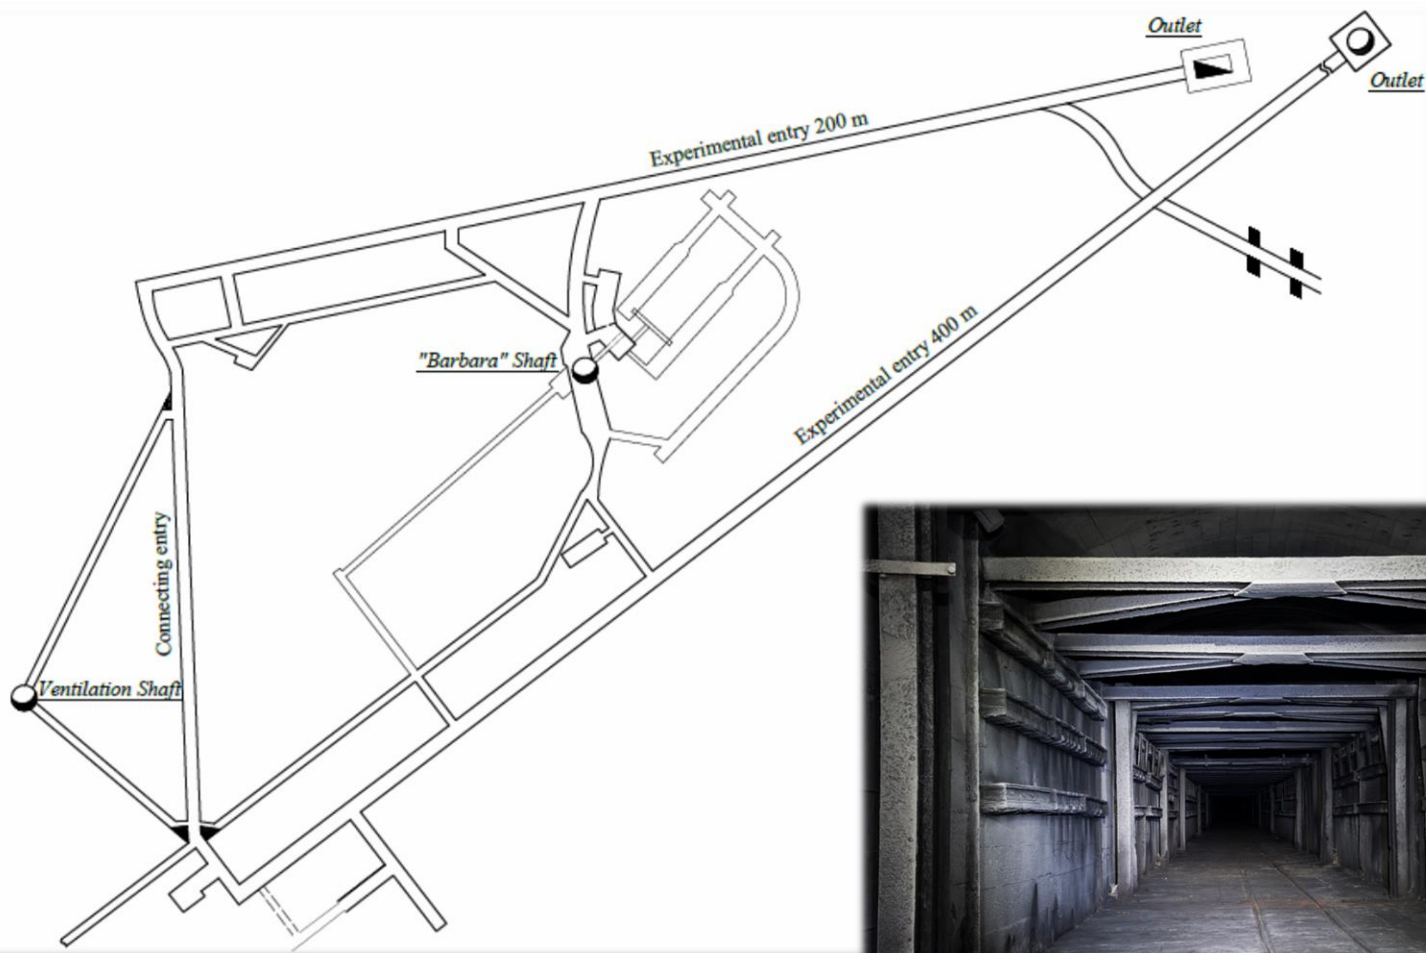 Outlet
Outlet
Experimental entry 200 m
"Barbara" Shaft
Experimental entry 400 m
Connecting entry
Ventilation Shaft